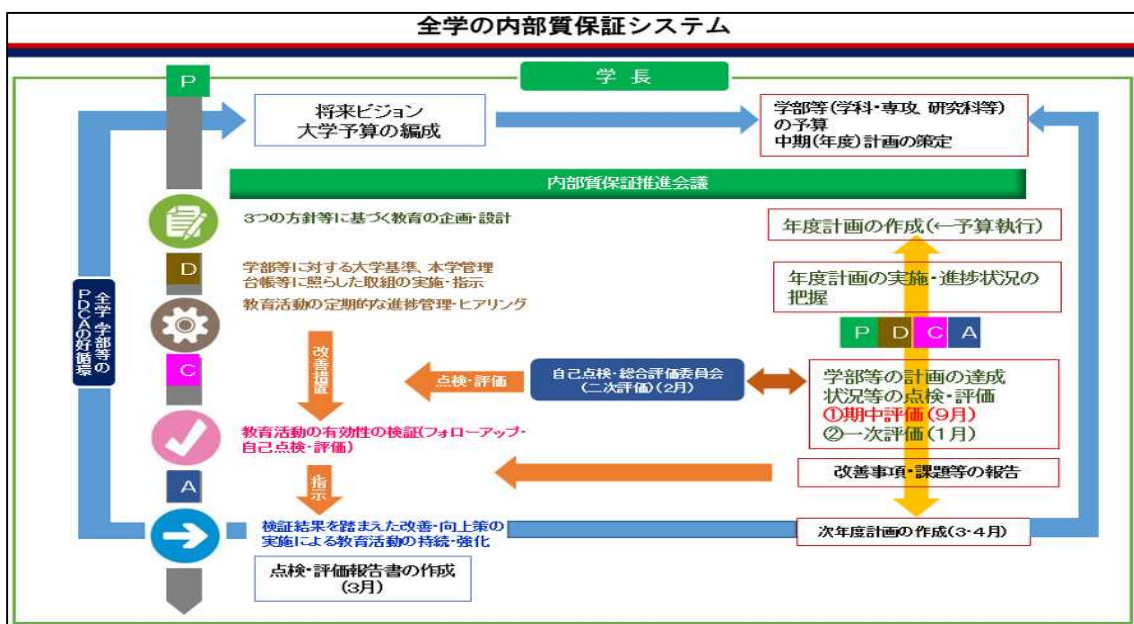 全学の内部質保証システム
学 長
P
将来ビジョン
大学予算の編成
学部等(学科・専攻、研究科等)
の予算
中期(年度)計画の策定
内部質保証推進会議
3つの方針等に基づく教育の企画・設計
年度計画の作成(←予算執行)
D
学部等に対する大学基準、本学管理
台帳等に照らした取組の実施・指示
教育活動の定期的な進捗管理・ヒアリング
年度計画の実施・進捗状況の
把握
全学、学部等の
PDCAの好循環
P D C A
改善措置
C
点検・評価
自己点検・総合評価委員会
(二次評価)(2月)
学部等の計画の達成
状況等の点検・評価
①期中評価(9月)
②一次評価(1月)
教育活動の有効性の検証(フォローアップ・
自己点検・評価)
改善事項・課題等の報告
A
指示
検証結果を踏まえた改善・向上策の
実施による教育活動の持続・強化
次年度計画の作成(3・4月)
点検・評価報告書の作成
(3月)